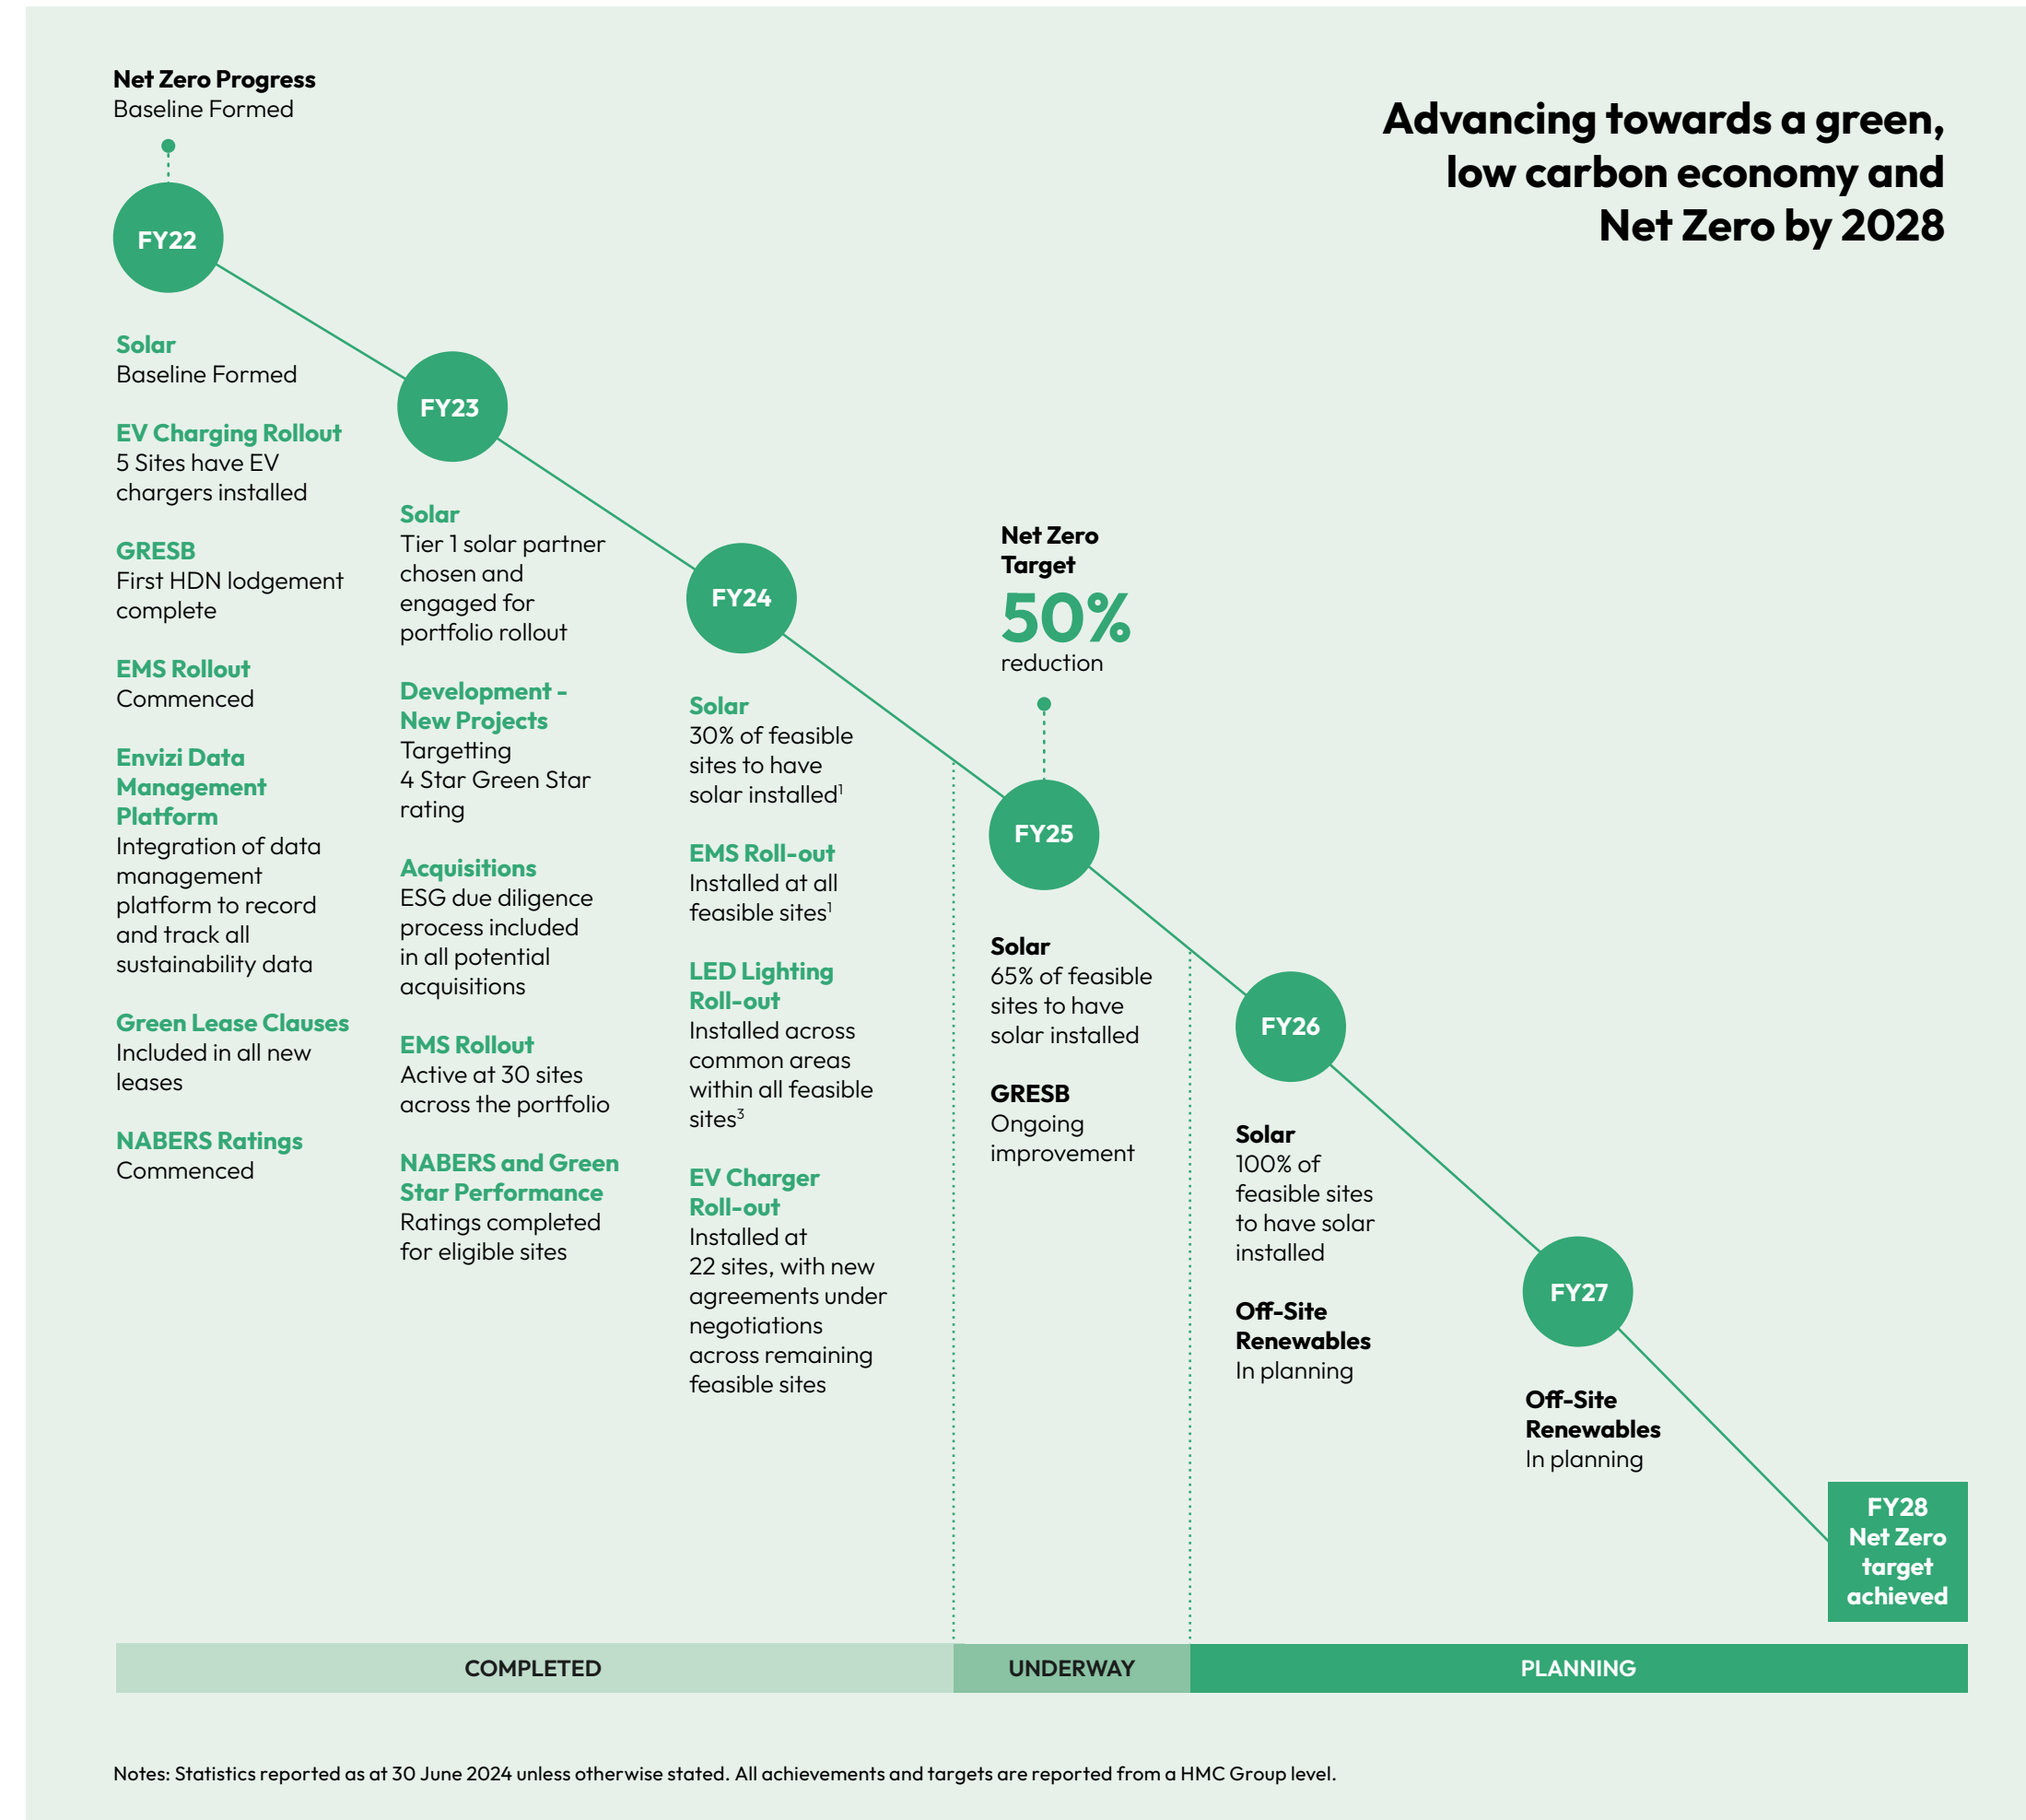 Net Zero Progress
Baseline Formed
Advancing towards a green,
low carbon economy and
Net Zero by 2028
FY22
Solar
Baseline Formed
EV Charging Rollout
5 Sites have EV
chargers installed
GRESB
First HDN lodgement
complete
EMS Rollout
Commenced
Envizi Data
Management
Platform
Integration of data
management
platform to record
and track all
sustainability data
Green Lease Clauses
Included in all new
leases
NABERS Ratings
Commenced
FY23
Solar
Tier 1 solar partner
chosen and
engaged for
portfolio rollout
Development -
New Projects
Targetting
4 Star Green Star
rating
Acquisitions
ESG due diligence
process included
in all potential
acquisitions
EMS Rollout
Active at 30 sites
across the portfolio
NABERS and Green
Star Performance
Ratings completed
for eligible sites
FY24
Solar
30% of feasible
sites to have
solar installed¹
EMS Roll-out
Installed at all
feasible sites¹
LED Lighting
Roll-out
Installed across
common areas
within all feasible
sites³
EV Charger
Roll-out
Installed at
22 sites, with new
agreements under
negotiations
across remaining
feasible sites
Net Zero
Target
50%
reduction
FY25
Solar
65% of feasible
sites to have
solar installed
GRESB
Ongoing
improvement
FY26
Solar
100% of
feasible sites
to have solar
installed
Off-Site
Renewables
In planning
FY27
Off-Site
Renewables
In planning
FY28
Net Zero
target
achieved
COMPLETED
UNDERWAY
PLANNING
Notes: Statistics reported as at 30 June 2024 unless otherwise stated. All achievements and targets are reported from a HMC Group level.